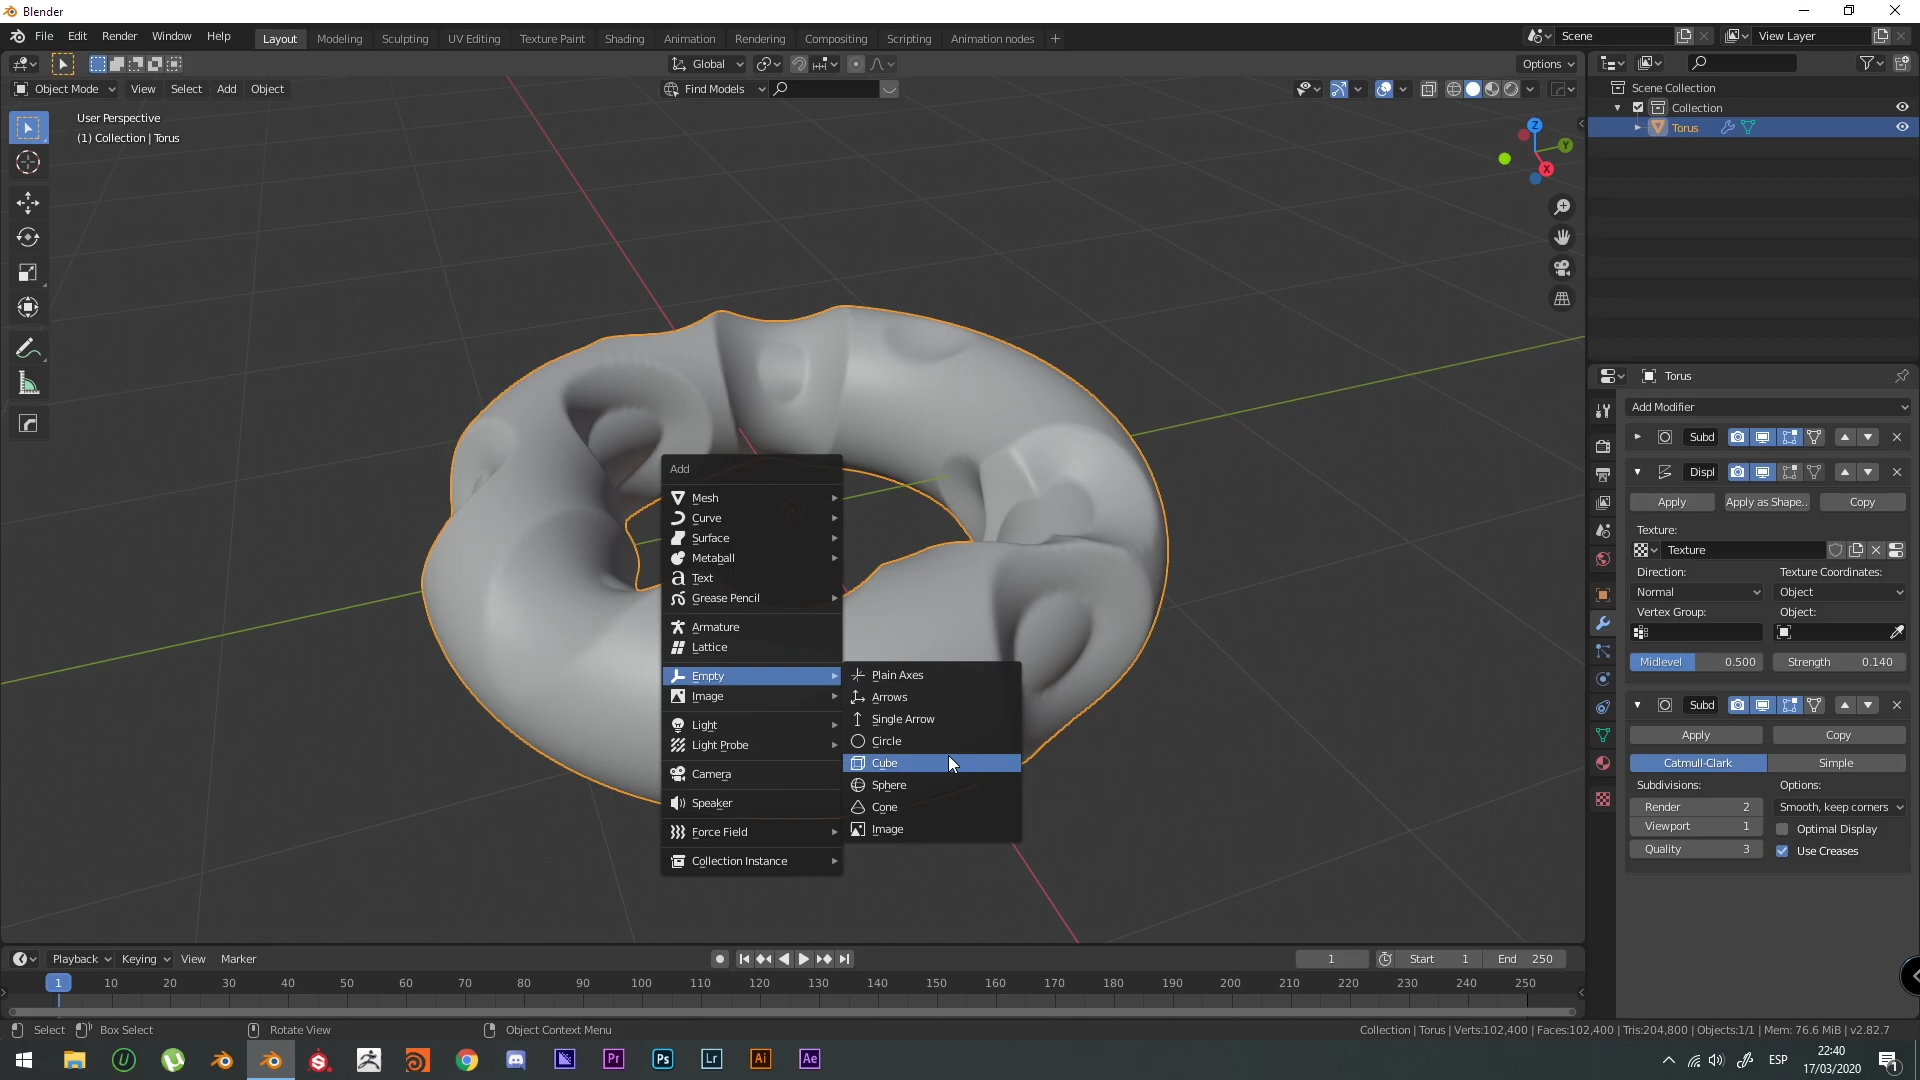 Blender
File Edit Render Window Help
Layout Modeling Sculpting UV Editing Texture Paint Shading Animation Rendering Compositing Scripting Animation nodes +
Scene
View Layer
Global
Options
Object Mode View Select Add Object
Find Models
User Perspective
(1) Collection | Torus
Z
Y
X
Scene Collection
Collection
Torus
Torus
Add Modifier
Subd
Displ
Apply Apply as Shape.. Copy
Texture:
Texture
Direction: Texture Coordinates:
Normal Object
Vertex Group: Object:
Midlevel 0.500 Strength 0.140
Subd
Apply Copy
Catmull-Clark Simple
Subdivisions: Options:
Render 2 Smooth, keep corners
Viewport 1 Optimal Display
Quality 3 Use Creases
Add
Mesh
Curve
Surface
Metaball
Text
Grease Pencil
Armature
Lattice
Empty
Image
Light
Light Probe
Camera
Speaker
Force Field
Collection Instance
Plain Axes
Arrows
Single Arrow
Circle
Cube
Sphere
Cone
Image
Playback Keying View Marker
1 Start 1 End 250
1 10 20 30 40 50 60 70 80 90 100 110 120 130 140 150 160 170 180 190 200 210 220 230 240 250
Select Box Select Rotate View Object Context Menu
Collection | Torus | Verts:102,400 | Faces:102,400 | Tris:204,800 | Objects:1/1 | Mem: 76.6 MiB | v2.82.7
Pr Ps Lr Ai Ae
ESP
22:40
17/03/2020
1